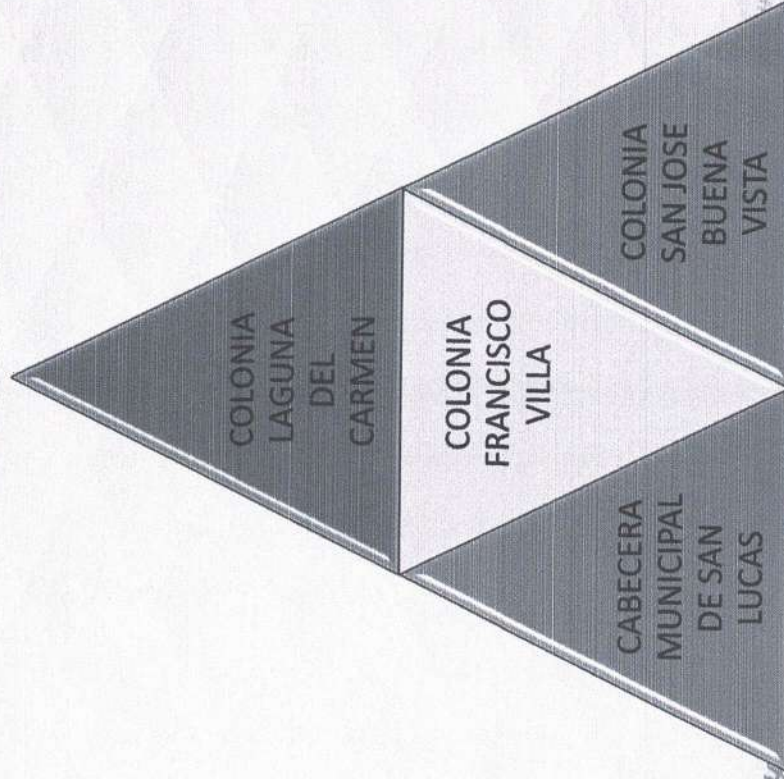 COLONIA
LAGUNA
DEL
CARMEN
COLONIA
FRANCISCO
VILLA
CABECERA
MUNICIPAL
DE SAN
LUCAS
COLONIA
SAN JOSE
BUENA
VISTA